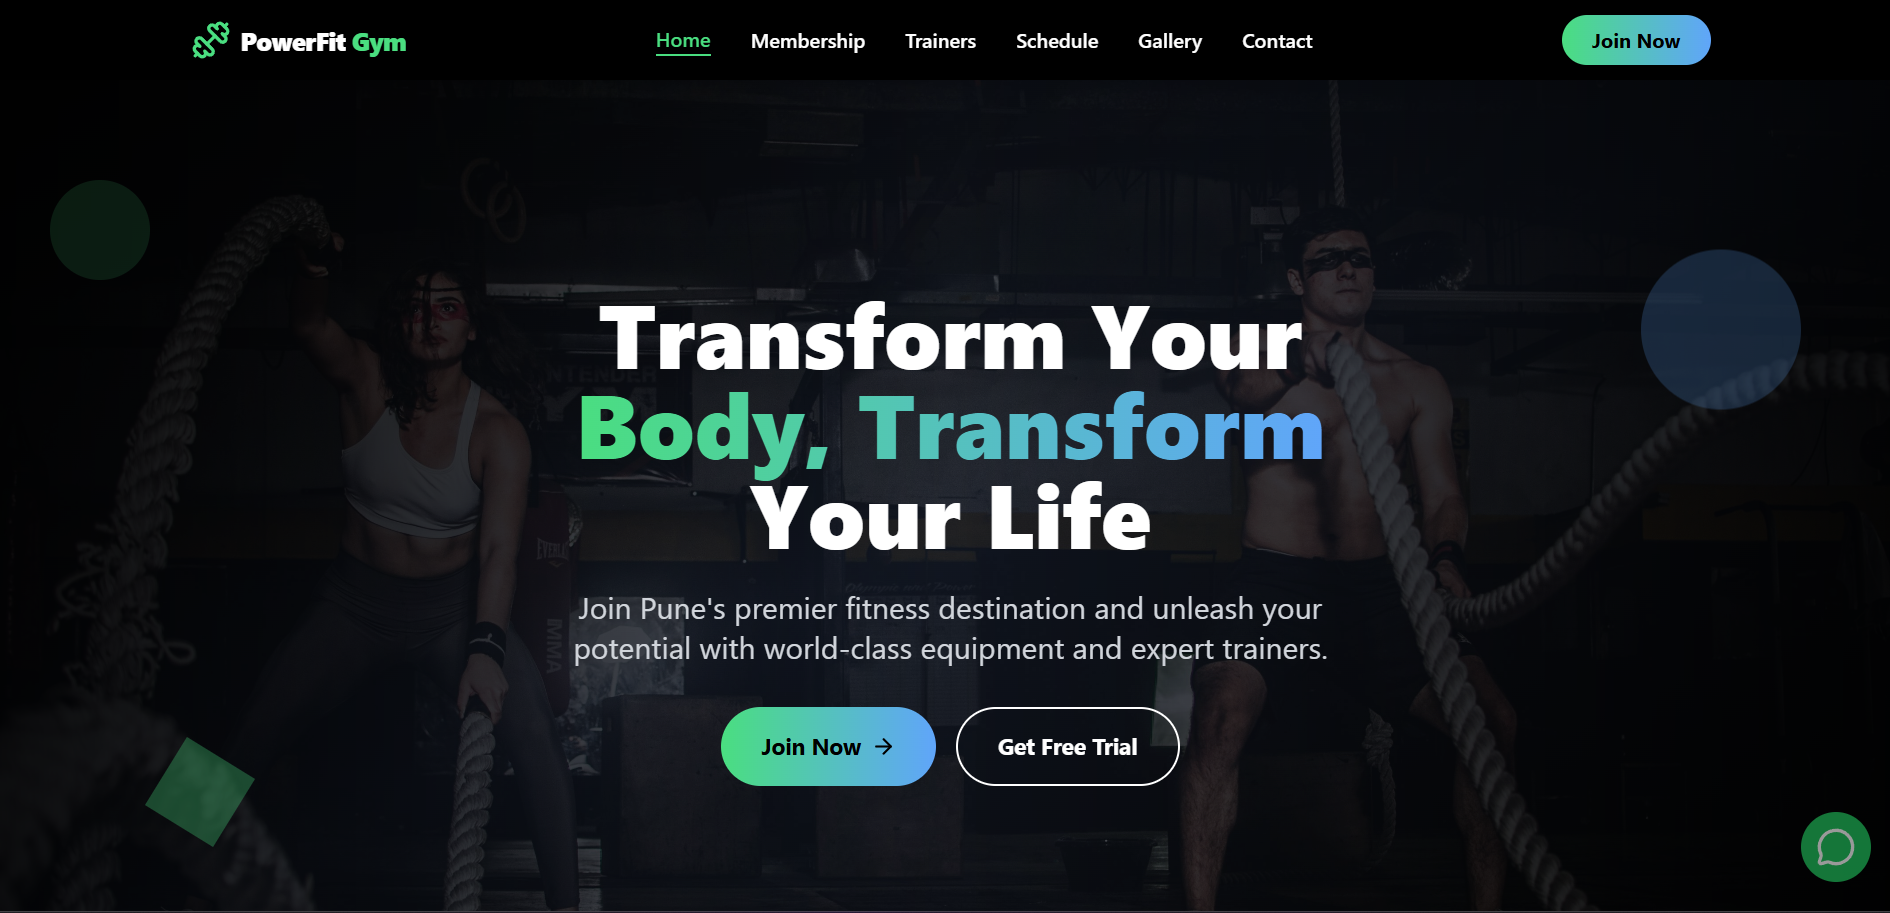 PowerFit Gym
Home
Membership
Trainers
Schedule
Gallery
Contact
Join Now
Transform Your
Body, Transform
Your Life
Join Pune's premier fitness destination and unleash your
potential with world-class equipment and expert trainers.
Join Now
Get Free Trial
IMMA